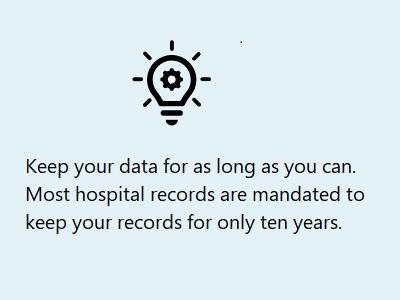 Keep your data for as long as you can.
Most hospital records are mandated to
keep your records for only ten years.